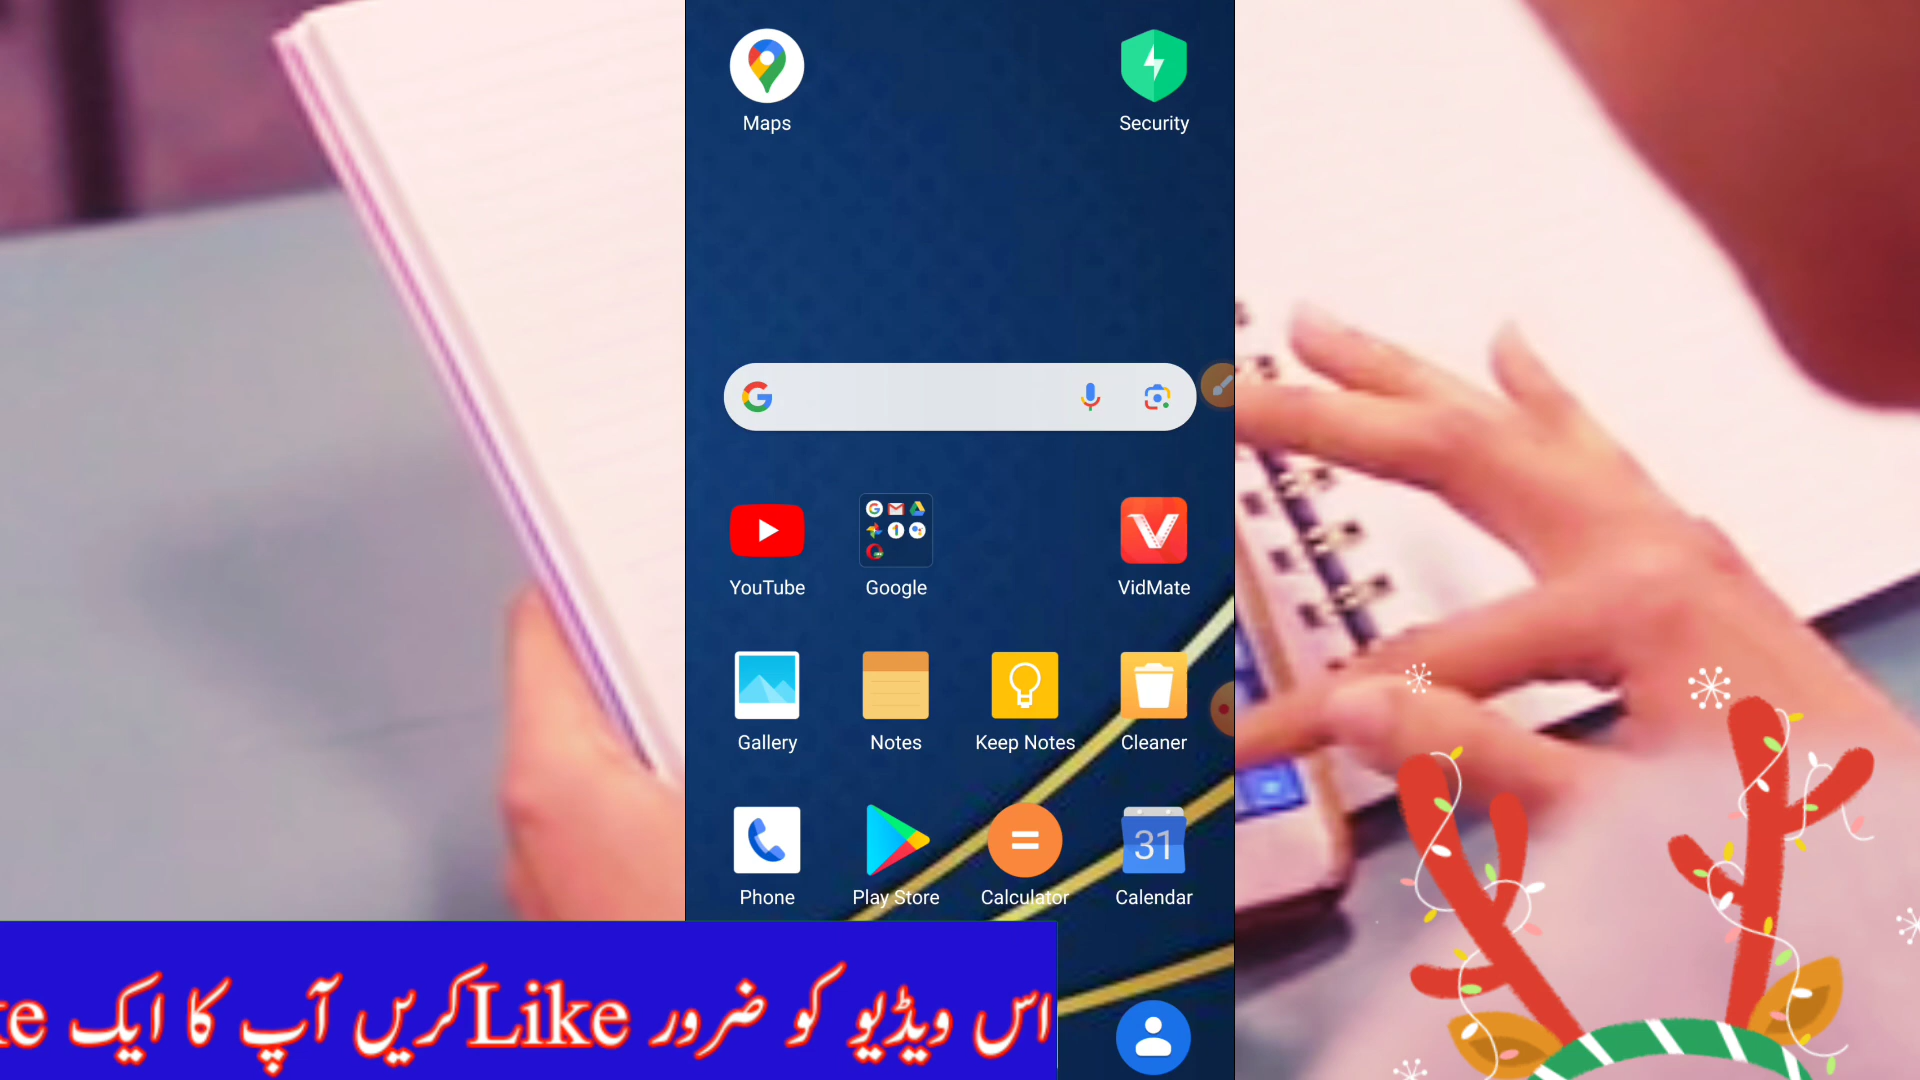 Maps
Security
YouTube
Google
VidMate
Gallery
Notes
Keep Notes
Cleaner
31
Phone
Play Store
Calculator
Calendar
اس ویڈیو کو ضرور Like کریں آپ کا ایک